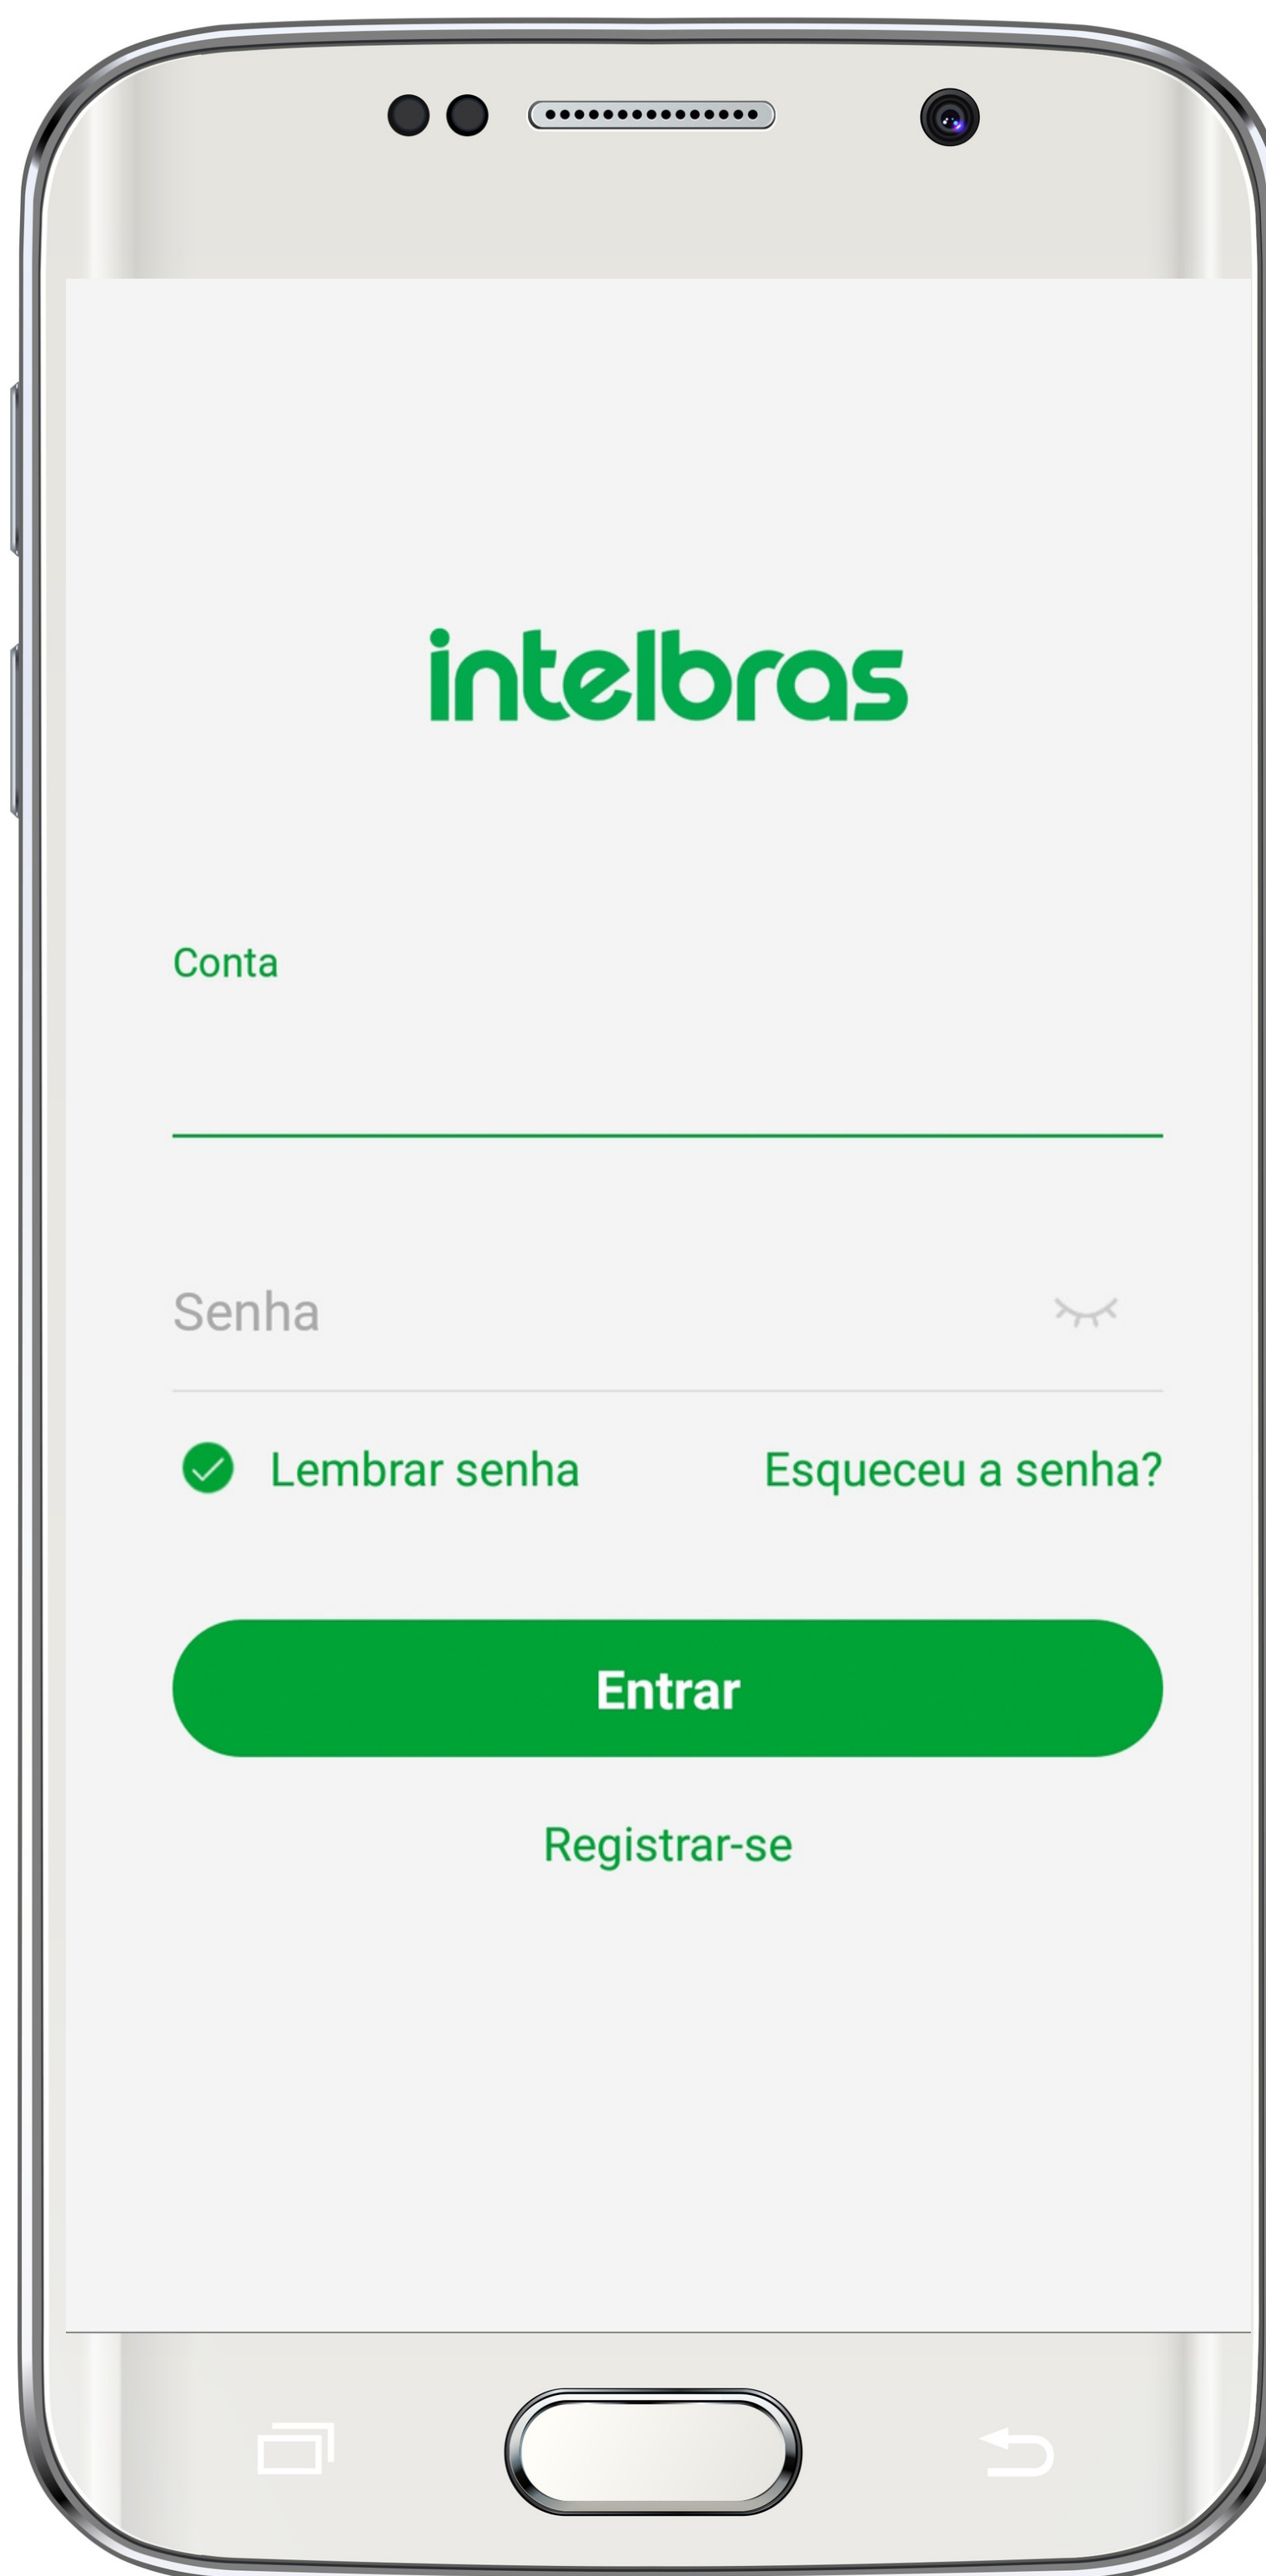 intelbras
Conta
Senha
Lembrar senha Esqueceu a senha?
Entrar
Registrar-se